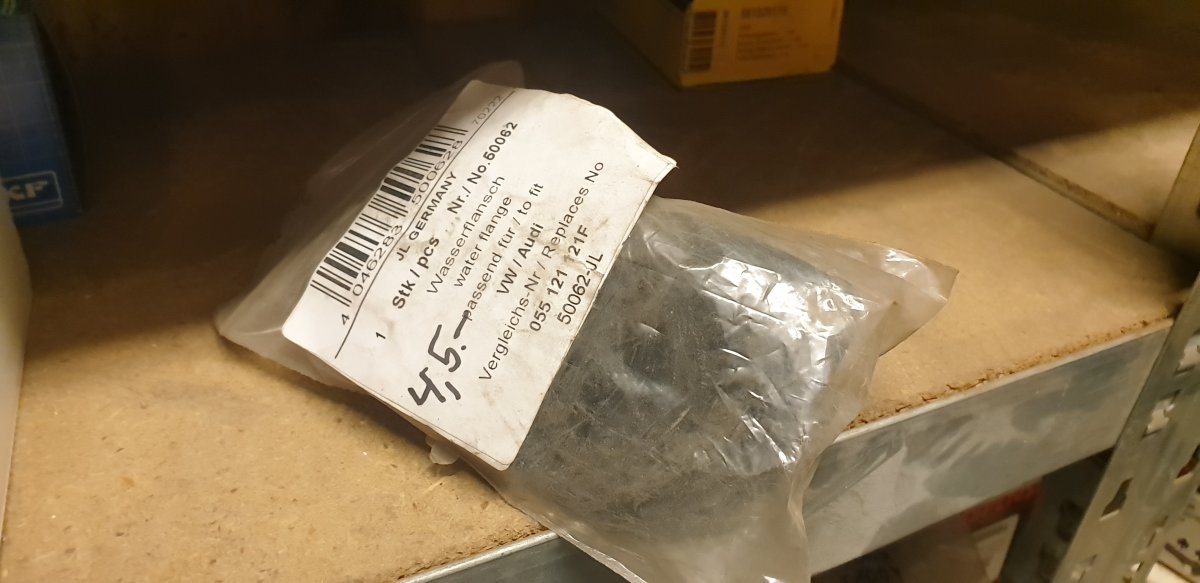 70222
4 046283 500628
JL GERMANY
1 Stk / pcs Nr./ No.50062
Wasserflansch
water flange
passend für / to fit
VW / Audi
Vergleichs-Nr / Replaces No
055 121 121F
50062-JL
4,5.-